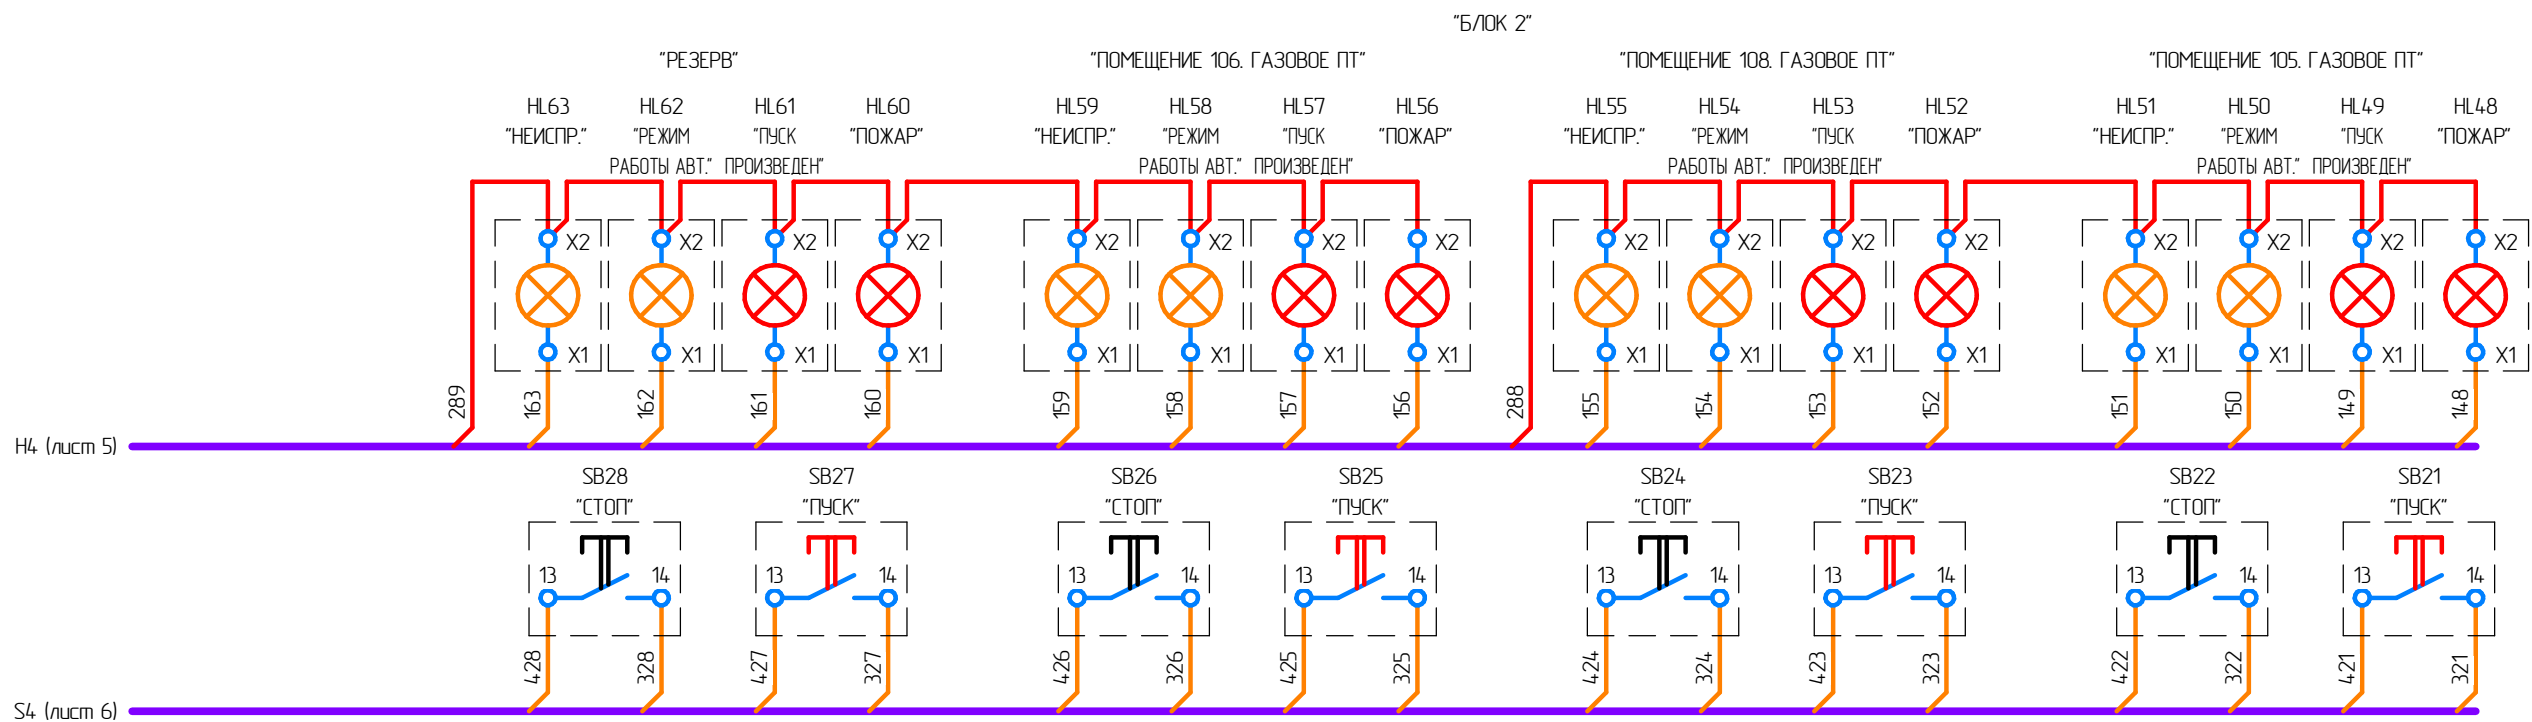 "БЛОК 2"
"РЕЗЕРВ" "ПОМЕЩЕНИЕ 106. ГАЗОВОЕ ПТ" "ПОМЕЩЕНИЕ 108. ГАЗОВОЕ ПТ" "ПОМЕЩЕНИЕ 105. ГАЗОВОЕ ПТ"
HL63 HL62 HL61 HL60 HL59 HL58 HL57 HL56 HL55 HL54 HL53 HL52 HL51 HL50 HL49 HL48
"НЕИСПР." "РЕЖИМ "ПУСК "ПОЖАР" "НЕИСПР." "РЕЖИМ "ПУСК "ПОЖАР" "НЕИСПР." "РЕЖИМ "ПУСК "ПОЖАР" "НЕИСПР." "РЕЖИМ "ПУСК "ПОЖАР"
РАБОТЫ АВТ." ПРОИЗВЕДЕН" РАБОТЫ АВТ." ПРОИЗВЕДЕН" РАБОТЫ АВТ." ПРОИЗВЕДЕН" РАБОТЫ АВТ." ПРОИЗВЕДЕН"
X2 X2 X2 X2 X2 X2 X2 X2 X2 X2 X2 X2 X2 X2 X2 X2
X1 X1 X1 X1 X1 X1 X1 X1 X1 X1 X1 X1 X1 X1 X1 X1
289 163 162 161 160 159 158 157 156 288 155 154 153 152 151 150 149 148
Н4 (лист 5)
SB28 SB27 SB26 SB25 SB24 SB23 SB22 SB21
"СТОП" "ПУСК" "СТОП" "ПУСК" "СТОП" "ПУСК" "СТОП" "ПУСК"
13 14 13 14 13 14 13 14 13 14 13 14 13 14 13 14
428 328 427 327 426 326 425 325 424 324 423 323 422 322 421 321
S4 (лист 6)